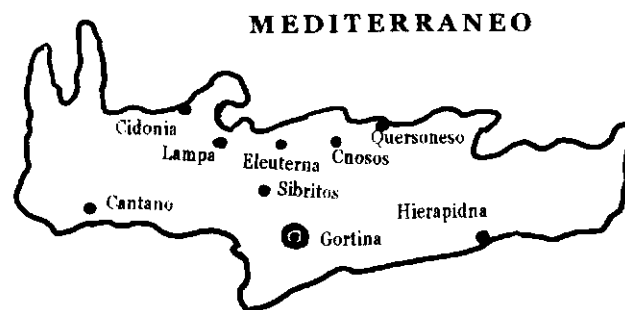 MEDITERRANEO
Cidonia
Quersoneso
Lampa
Eleuterna
Cnosos
Sibritos
Cantano
Hierapidna
Gortina